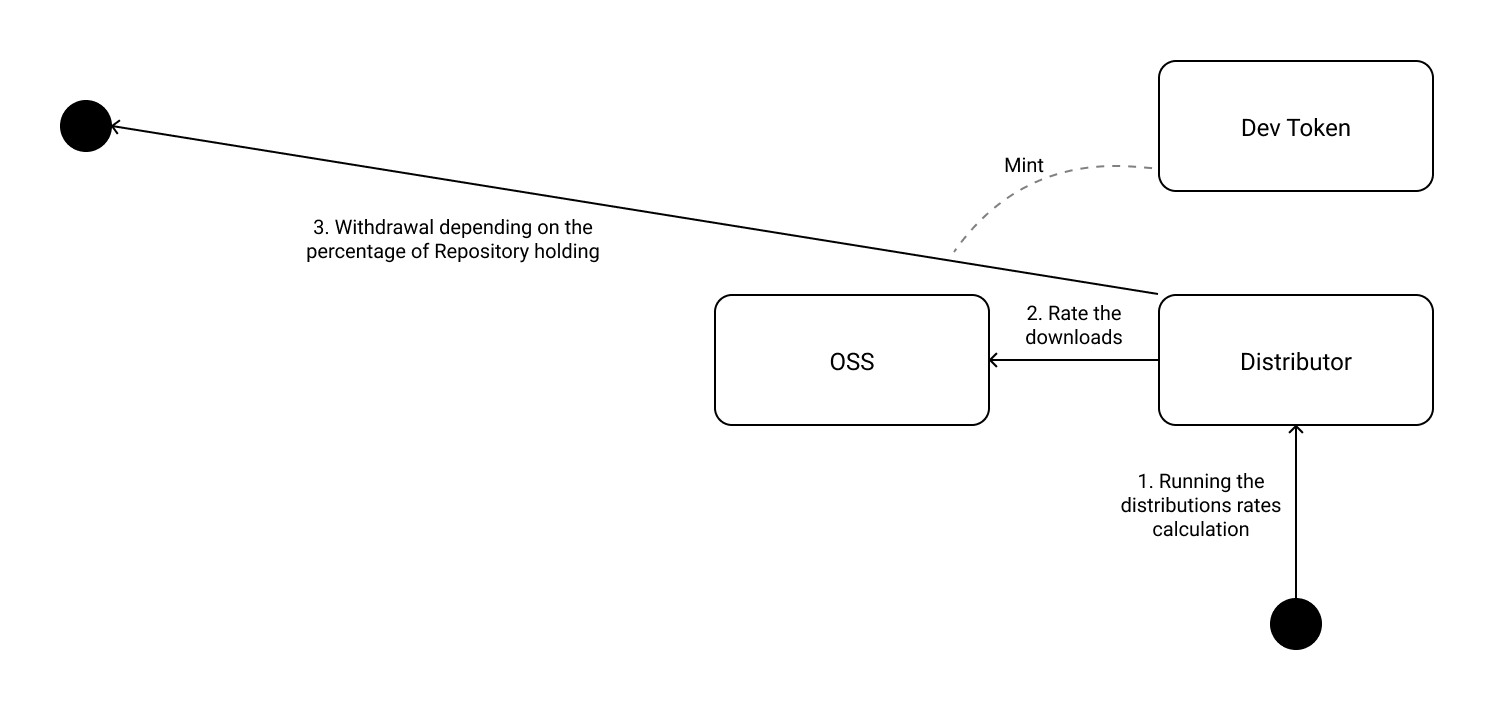 Dev Token
Mint
3. Withdrawal depending on the
percentage of Repository holding
2. Rate the
downloads
OSS
Distributor
1. Running the
distributions rates
calculation